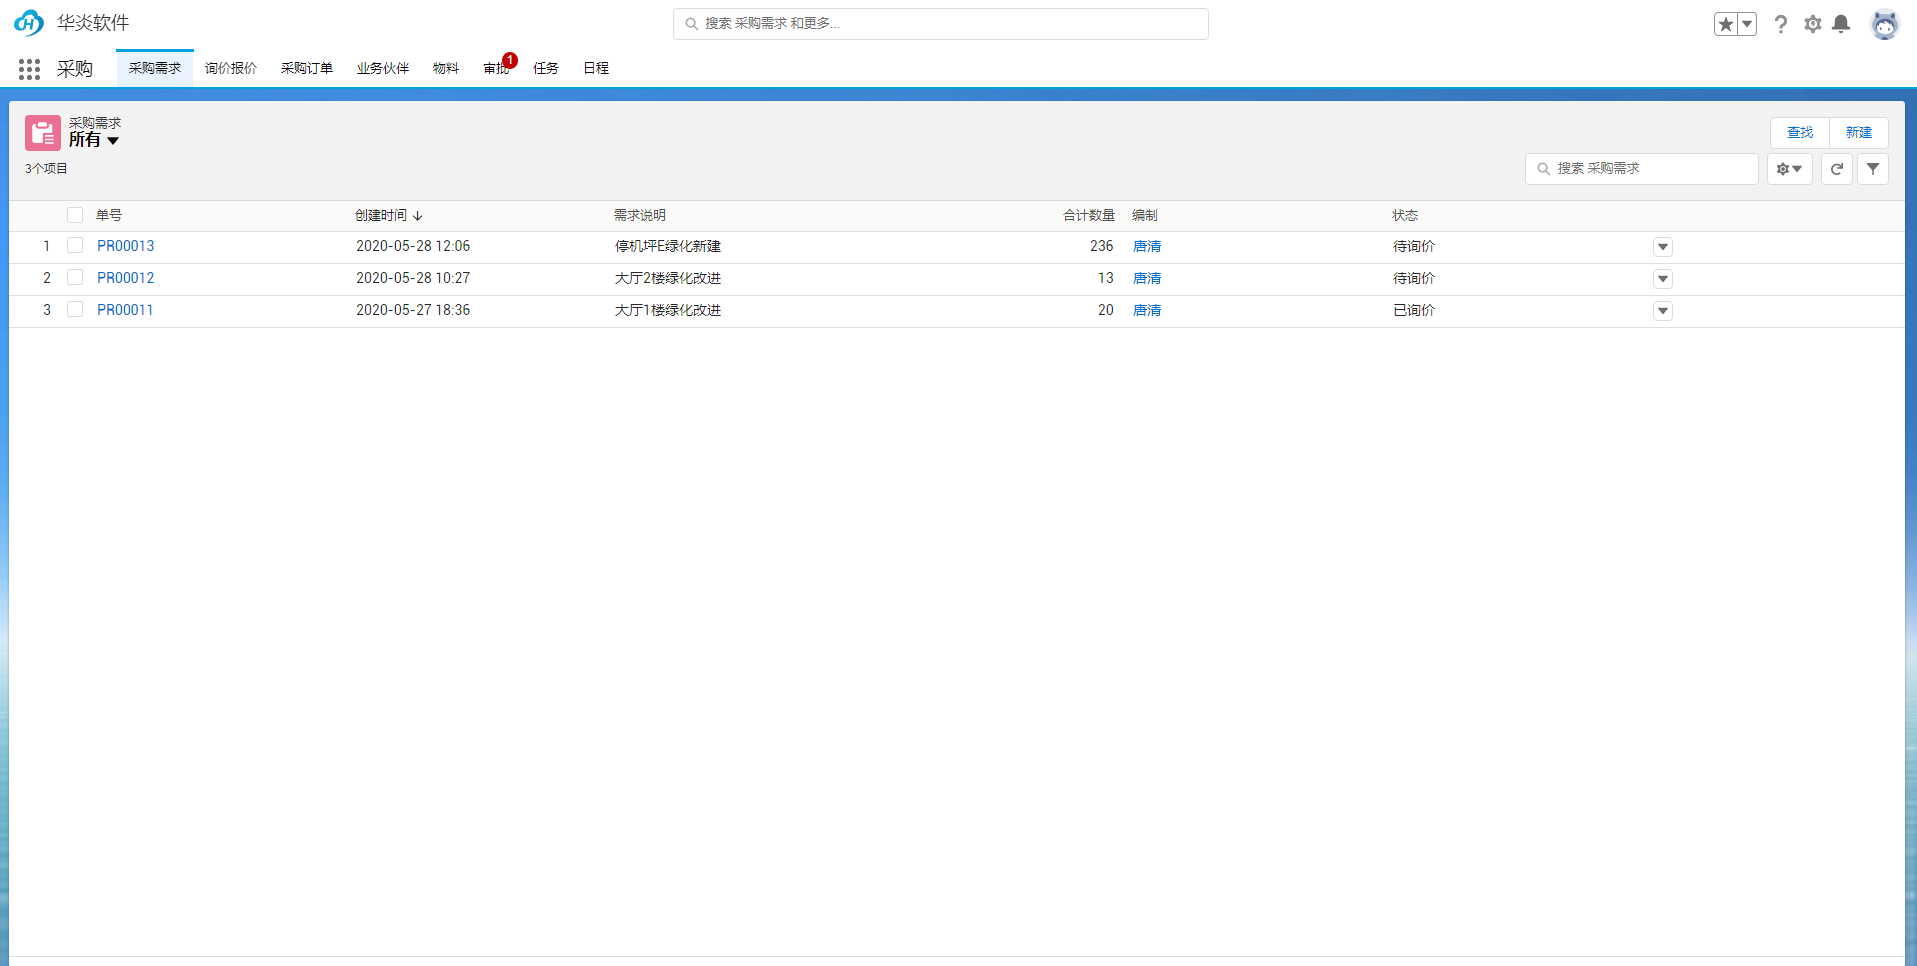 华炎软件
搜索 采购需求 和更多...
采购 采购需求 询价报价 采购订单 业务伙伴 物料 审批 1 任务 日程
采购需求
所有
查找 新建
3个项目
搜索 采购需求
单号 创建时间 需求说明 合计数量 编制 状态
1 PR00013 2020-05-28 12:06 停机坪E绿化新建 236 唐清 待询价
2 PR00012 2020-05-28 10:27 大厅2楼绿化改进 13 唐清 待询价
3 PR00011 2020-05-27 18:36 大厅1楼绿化改进 20 唐清 已询价